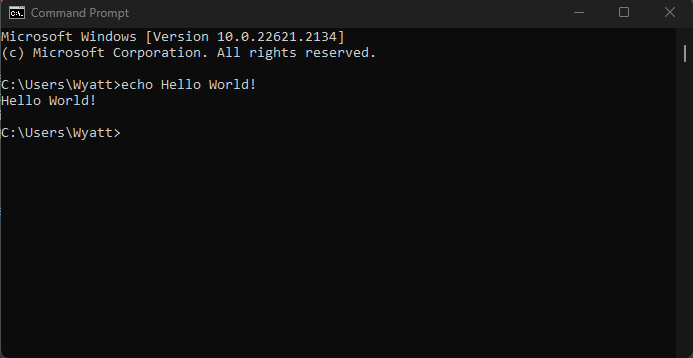 Command Prompt
Microsoft Windows [Version 10.0.22621.2134]
(c) Microsoft Corporation. All rights reserved.
C:\Users\Wyatt>echo Hello World!
Hello World!
C:\Users\Wyatt>